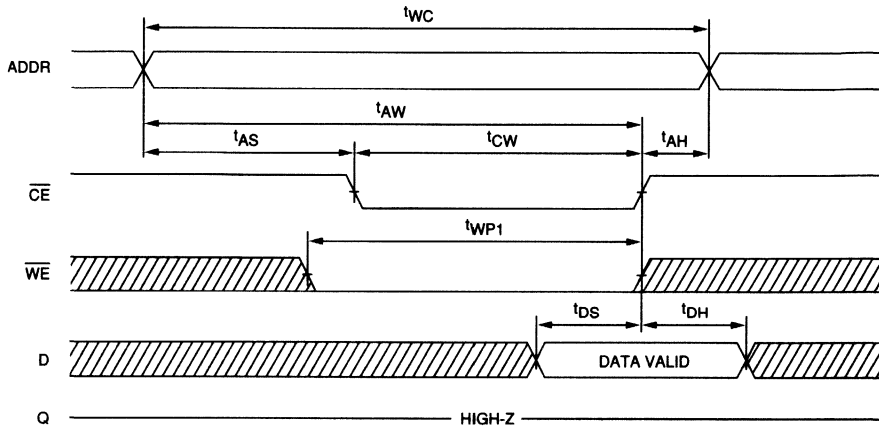 tWC
ADDR
tAW
tAS
tCW
tAH
CE
tWP1
WE
tDS
tDH
D
DATA VALID
Q
HIGH-Z